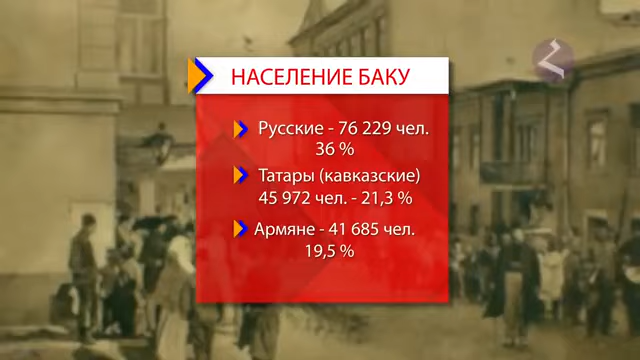 НАСЕЛЕНИЕ БАКУ
Русские - 76 229 чел.
36 %
Татары (кавказские)
45 972 чел. - 21,3 %
Армяне - 41 685 чел.
19,5 %